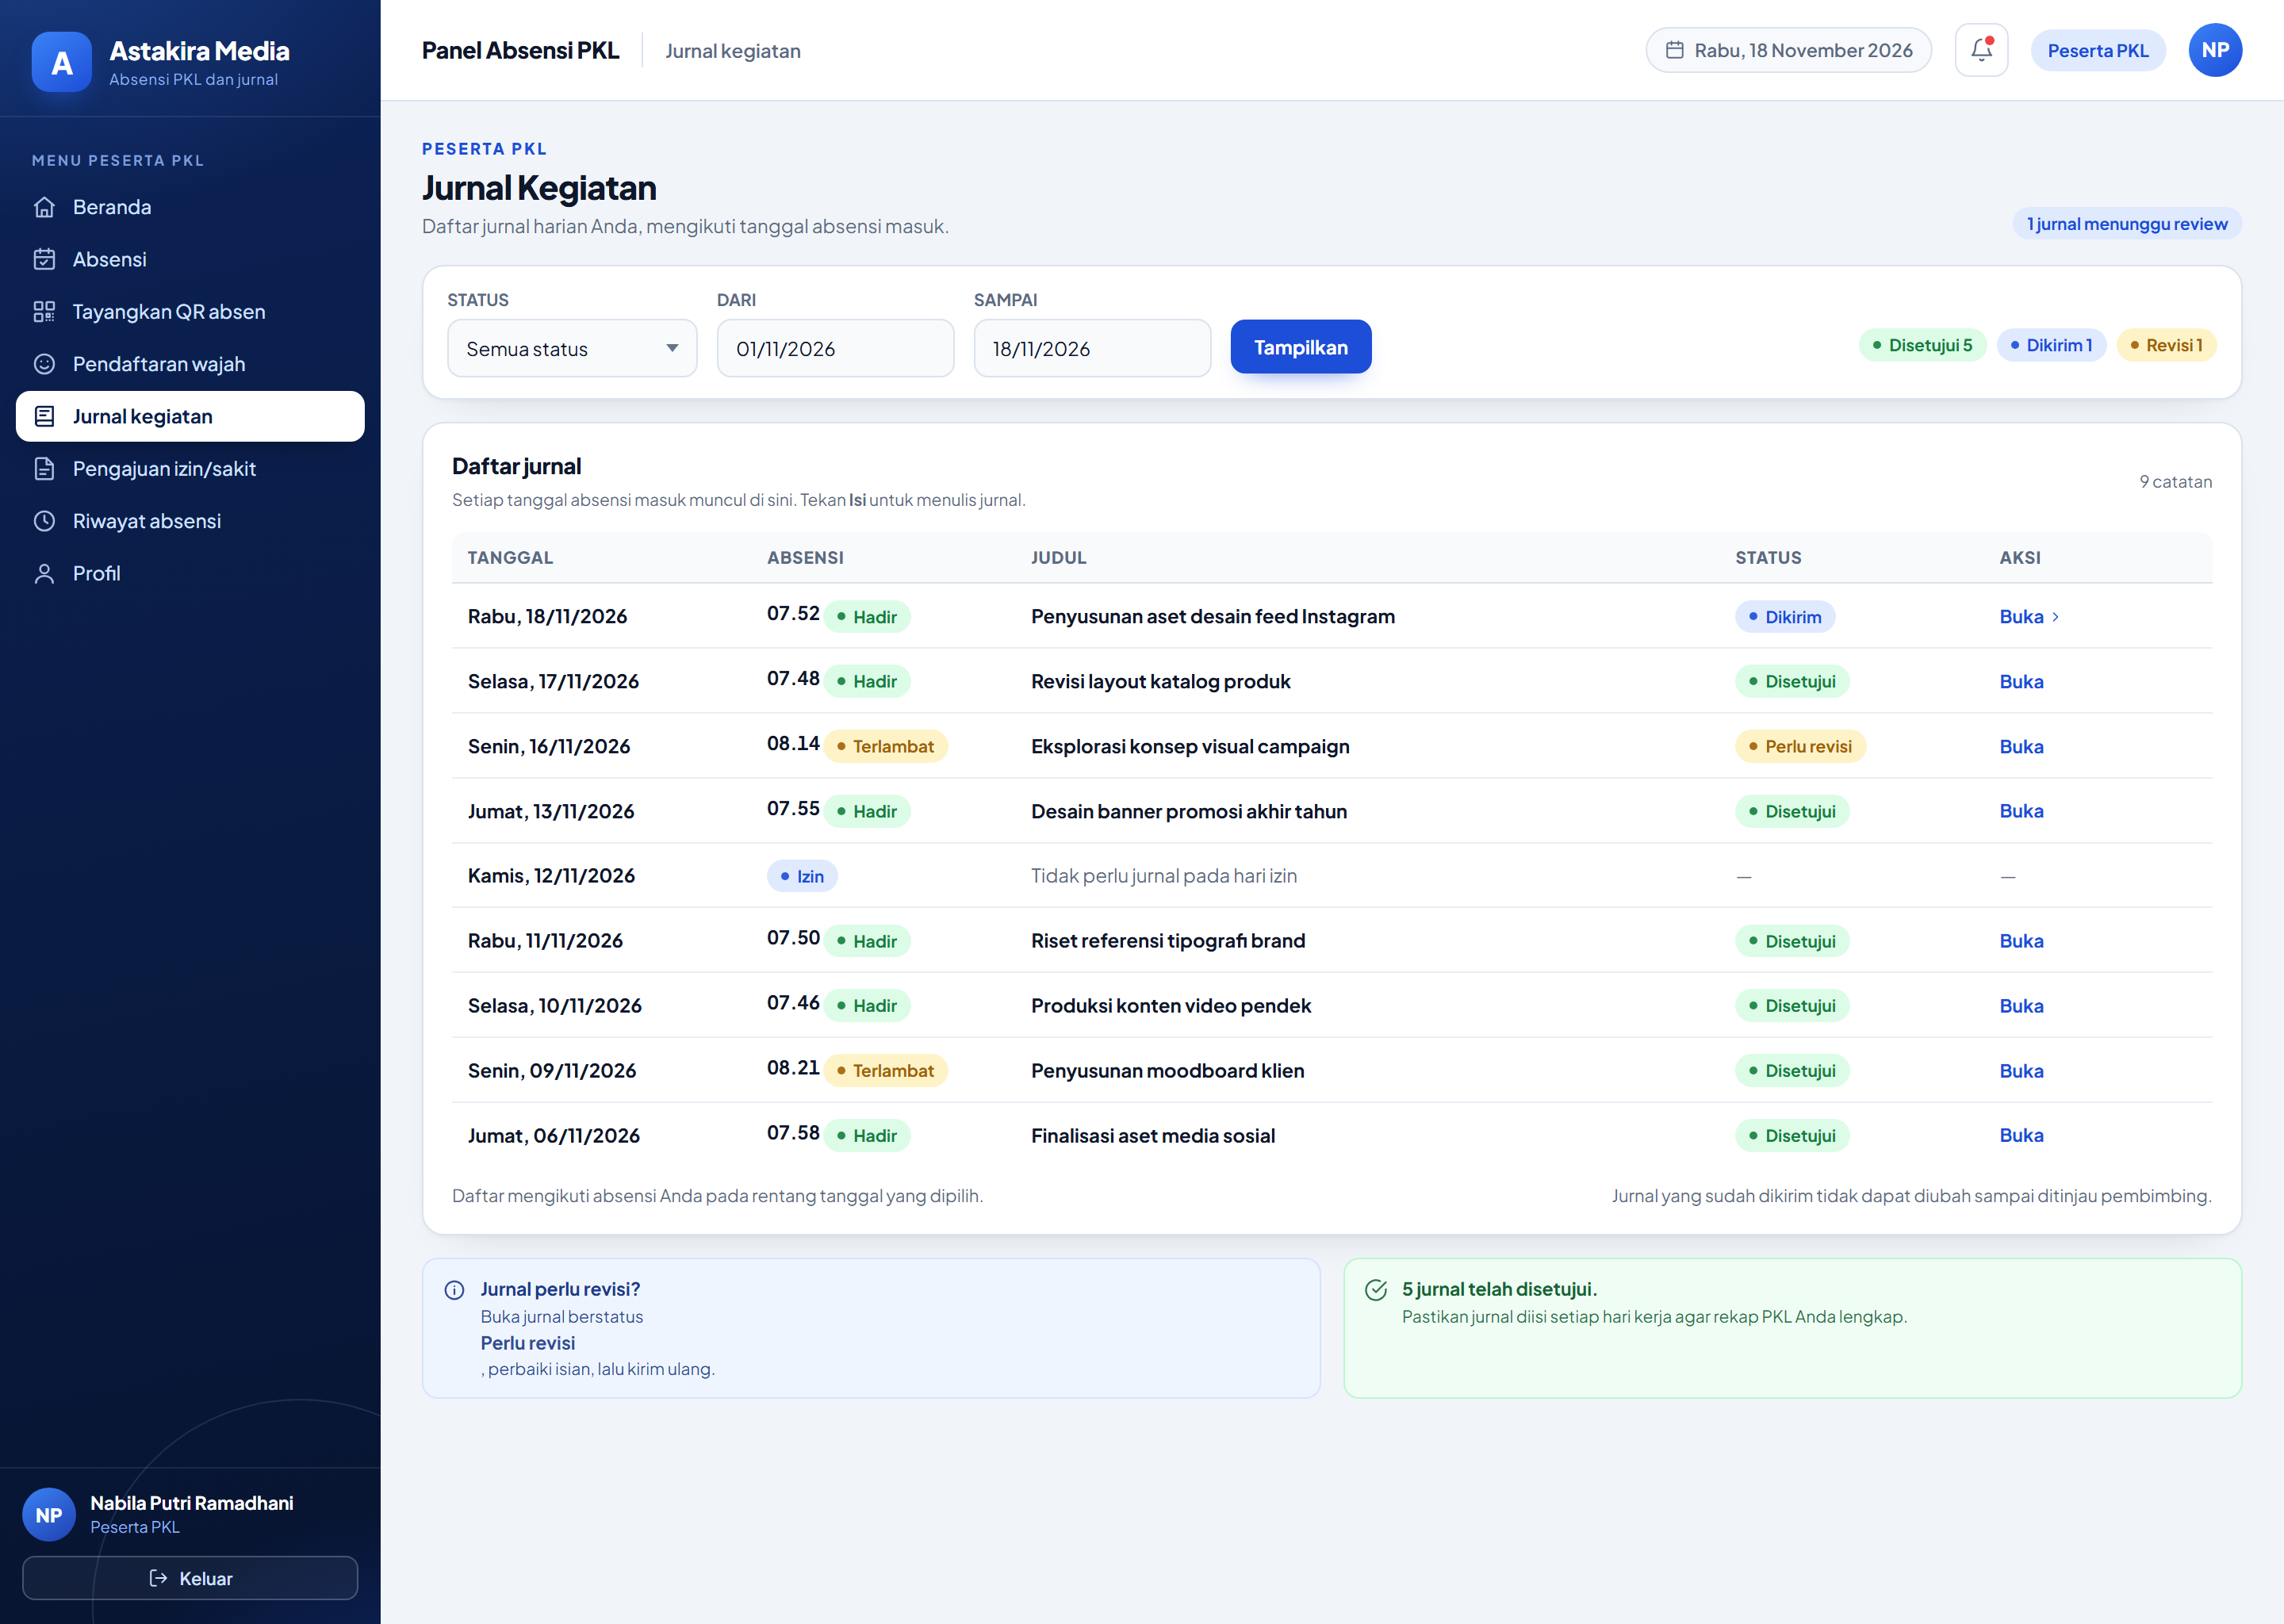 A
Astakira Media
Absensi PKL dan jurnal
MENU PESERTA PKL
Beranda
Absensi
Tayangkan QR absen
Pendaftaran wajah
Jurnal kegiatan
Pengajuan izin/sakit
Riwayat absensi
Profil
NP
Nabila Putri Ramadhani
Peserta PKL
Keluar
Panel Absensi PKL
Jurnal kegiatan
Rabu, 18 November 2026
Peserta PKL
NP
PESERTA PKL
Jurnal Kegiatan
Daftar jurnal harian Anda, mengikuti tanggal absensi masuk.
1 jurnal menunggu review
STATUS DARI SAMPAI
Semua status 01/11/2026 18/11/2026 Tampilkan
Disetujui 5 Dikirim 1 Revisi 1
Daftar jurnal
Setiap tanggal absensi masuk muncul di sini. Tekan Isi untuk menulis jurnal.
9 catatan
TANGGAL ABSENSI JUDUL STATUS AKSI
Rabu, 18/11/2026 07.52 Hadir Penyusunan aset desain feed Instagram Dikirim Buka
Selasa, 17/11/2026 07.48 Hadir Revisi layout katalog produk Disetujui Buka
Senin, 16/11/2026 08.14 Terlambat Eksplorasi konsep visual campaign Perlu revisi Buka
Jumat, 13/11/2026 07.55 Hadir Desain banner promosi akhir tahun Disetujui Buka
Kamis, 12/11/2026 Izin Tidak perlu jurnal pada hari izin — —
Rabu, 11/11/2026 07.50 Hadir Riset referensi tipografi brand Disetujui Buka
Selasa, 10/11/2026 07.46 Hadir Produksi konten video pendek Disetujui Buka
Senin, 09/11/2026 08.21 Terlambat Penyusunan moodboard klien Disetujui Buka
Jumat, 06/11/2026 07.58 Hadir Finalisasi aset media sosial Disetujui Buka
Daftar mengikuti absensi Anda pada rentang tanggal yang dipilih.
Jurnal yang sudah dikirim tidak dapat diubah sampai ditinjau pembimbing.
Jurnal perlu revisi?
Buka jurnal berstatus
Perlu revisi
, perbaiki isian, lalu kirim ulang.
5 jurnal telah disetujui.
Pastikan jurnal diisi setiap hari kerja agar rekap PKL Anda lengkap.